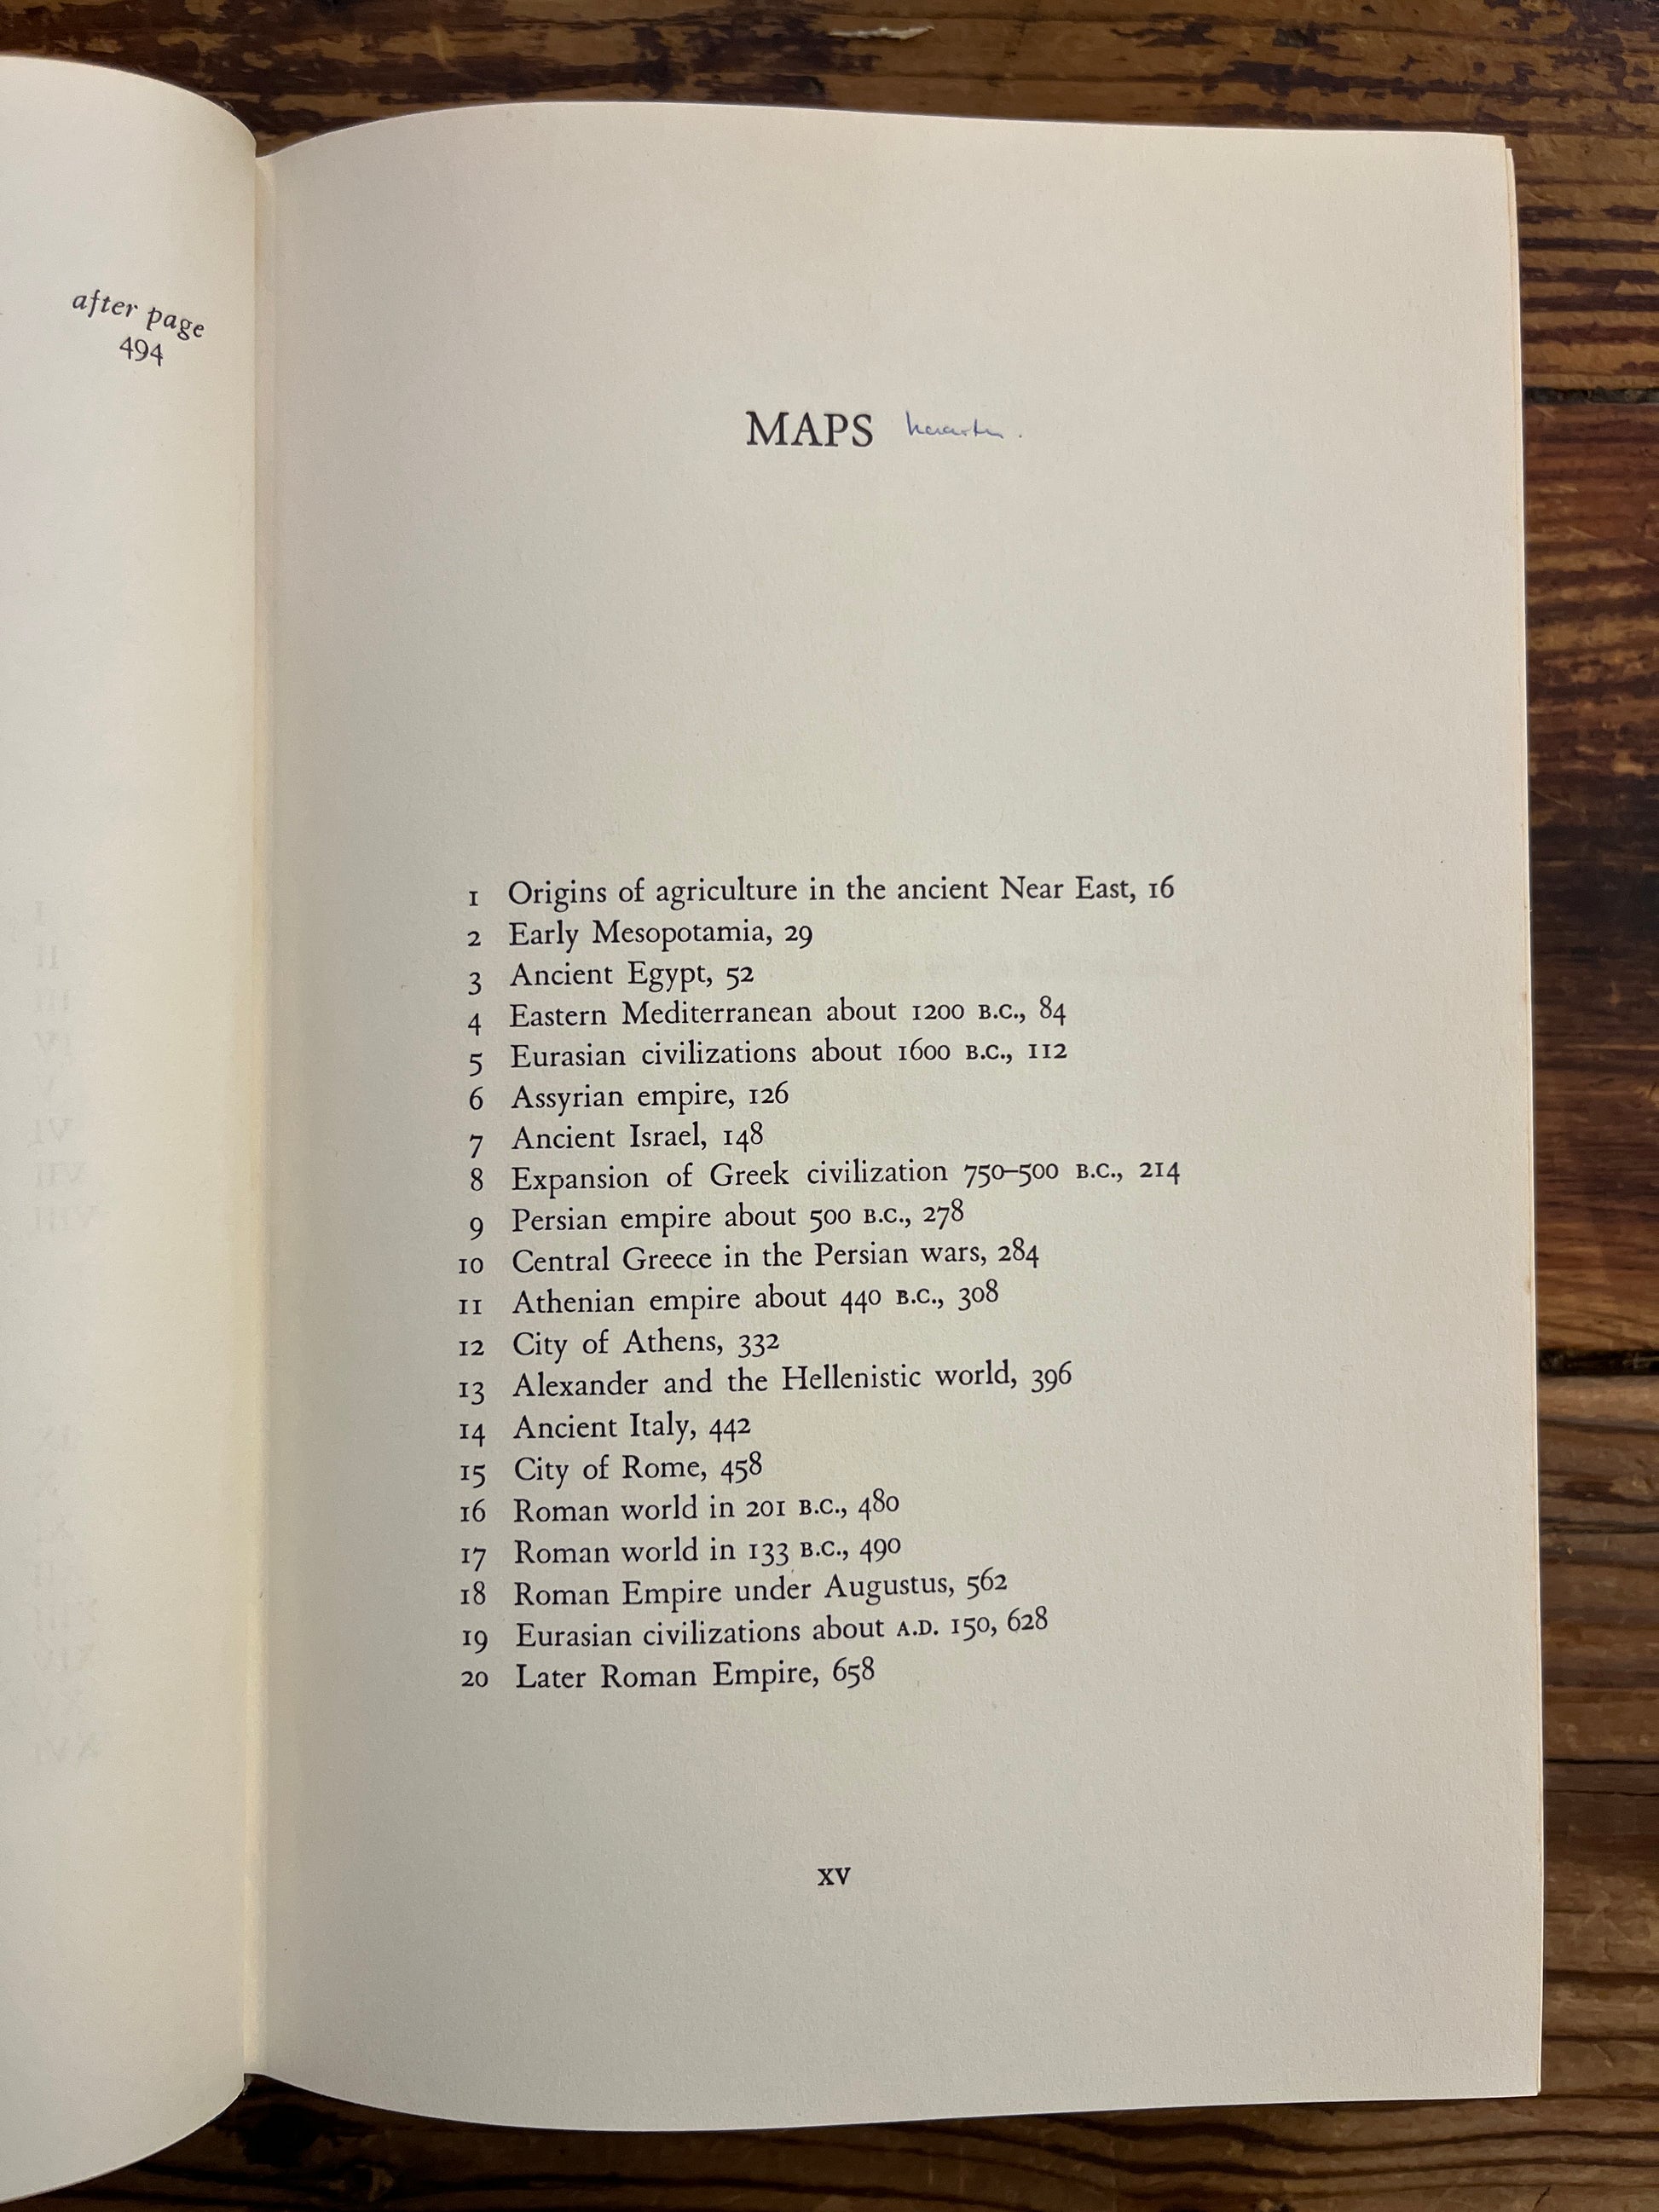 after page
494
MAPS
1 Origins of agriculture in the ancient Near East, 16
2 Early Mesopotamia, 29
3 Ancient Egypt, 52
4 Eastern Mediterranean about 1200 B.C., 84
5 Eurasian civilizations about 1600 B.C., 112
6 Assyrian empire, 126
7 Ancient Israel, 148
8 Expansion of Greek civilization 750–500 B.C., 214
9 Persian empire about 500 B.C., 278
10 Central Greece in the Persian wars, 284
11 Athenian empire about 440 B.C., 308
12 City of Athens, 332
13 Alexander and the Hellenistic world, 396
14 Ancient Italy, 442
15 City of Rome, 458
16 Roman world in 201 B.C., 480
17 Roman world in 133 B.C., 490
18 Roman Empire under Augustus, 562
19 Eurasian civilizations about A.D. 150, 628
20 Later Roman Empire, 658
xv